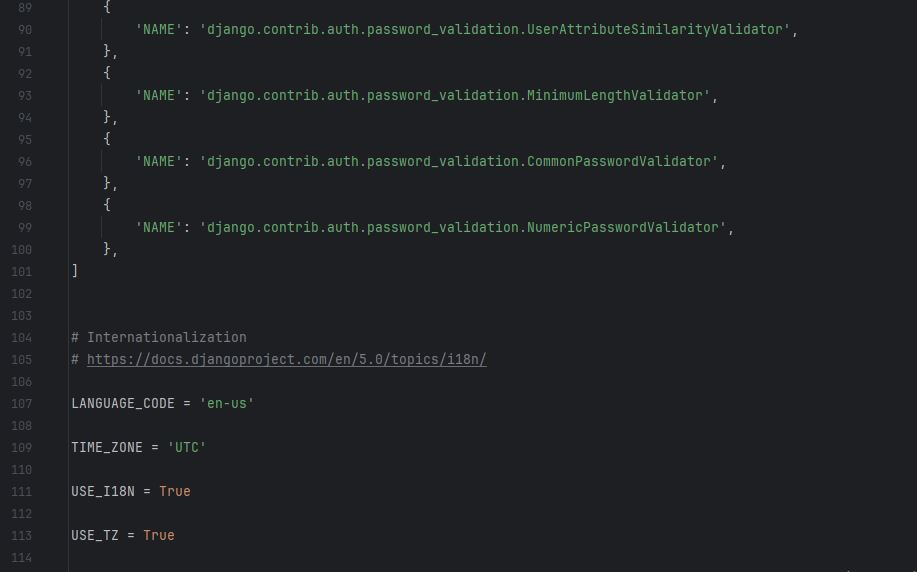 89 {
90 'NAME': 'django.contrib.auth.password_validation.UserAttributeSimilarityValidator',
91 },
92 {
93 'NAME': 'django.contrib.auth.password_validation.MinimumLengthValidator',
94 },
95 {
96 'NAME': 'django.contrib.auth.password_validation.CommonPasswordValidator',
97 },
98 {
99 'NAME': 'django.contrib.auth.password_validation.NumericPasswordValidator',
100 },
101 ]
102
103
104 # Internationalization
105 # https://docs.djangoproject.com/en/5.0/topics/i18n/
106
107 LANGUAGE_CODE = 'en-us'
108
109 TIME_ZONE = 'UTC'
110
111 USE_I18N = True
112
113 USE_TZ = True
114